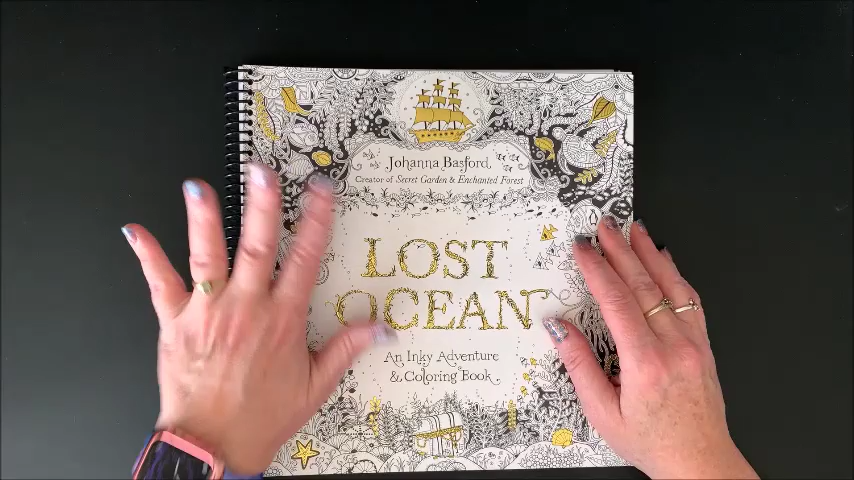 Johanna Basford
Creator of Secret Garden & Enchanted Forest
LOST
OCEAN
An Inky Adventure
& Coloring Book